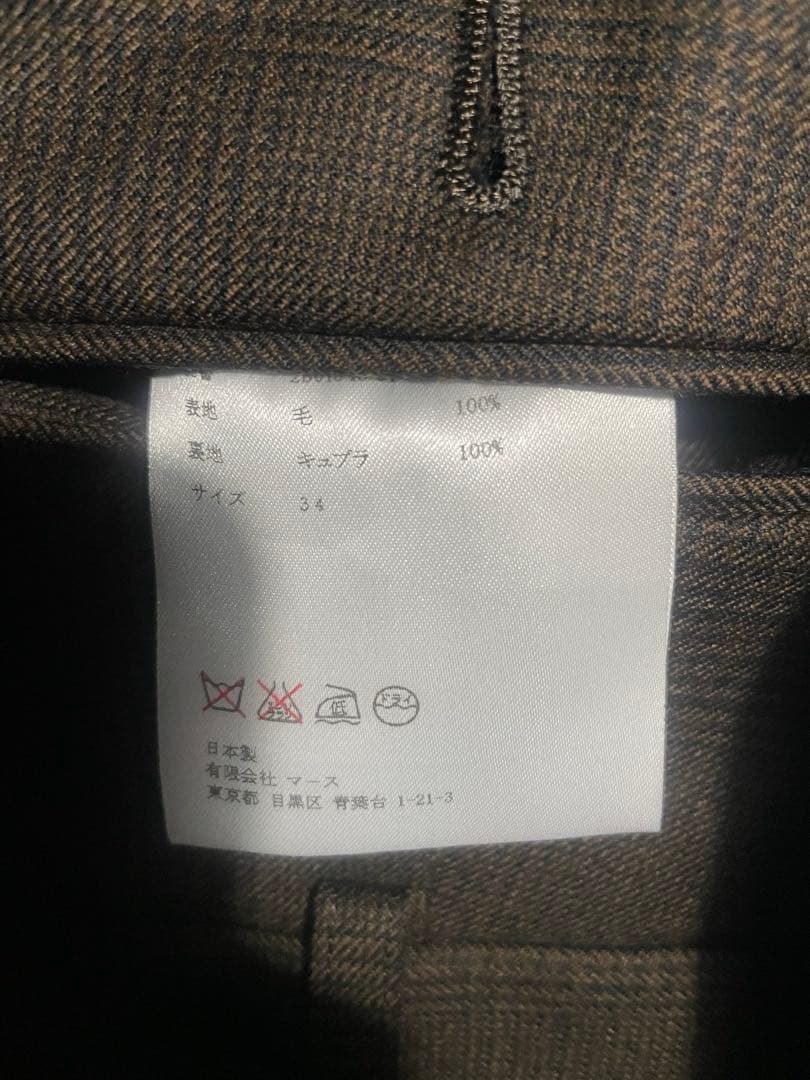 表地 毛 100%
裏地 キュプラ 100%
サイズ 34
低 ドライ
日本製
有限会社 マース
東京都 目黒区 青葉台 1-21-3